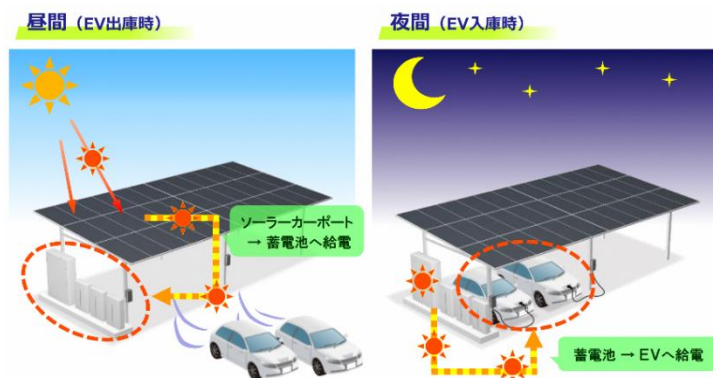 昼間 (EV出庫時)
夜間 (EV入庫時)
ソーラーカーポート
→ 蓄電池へ給電
蓄電池 → EVへ給電